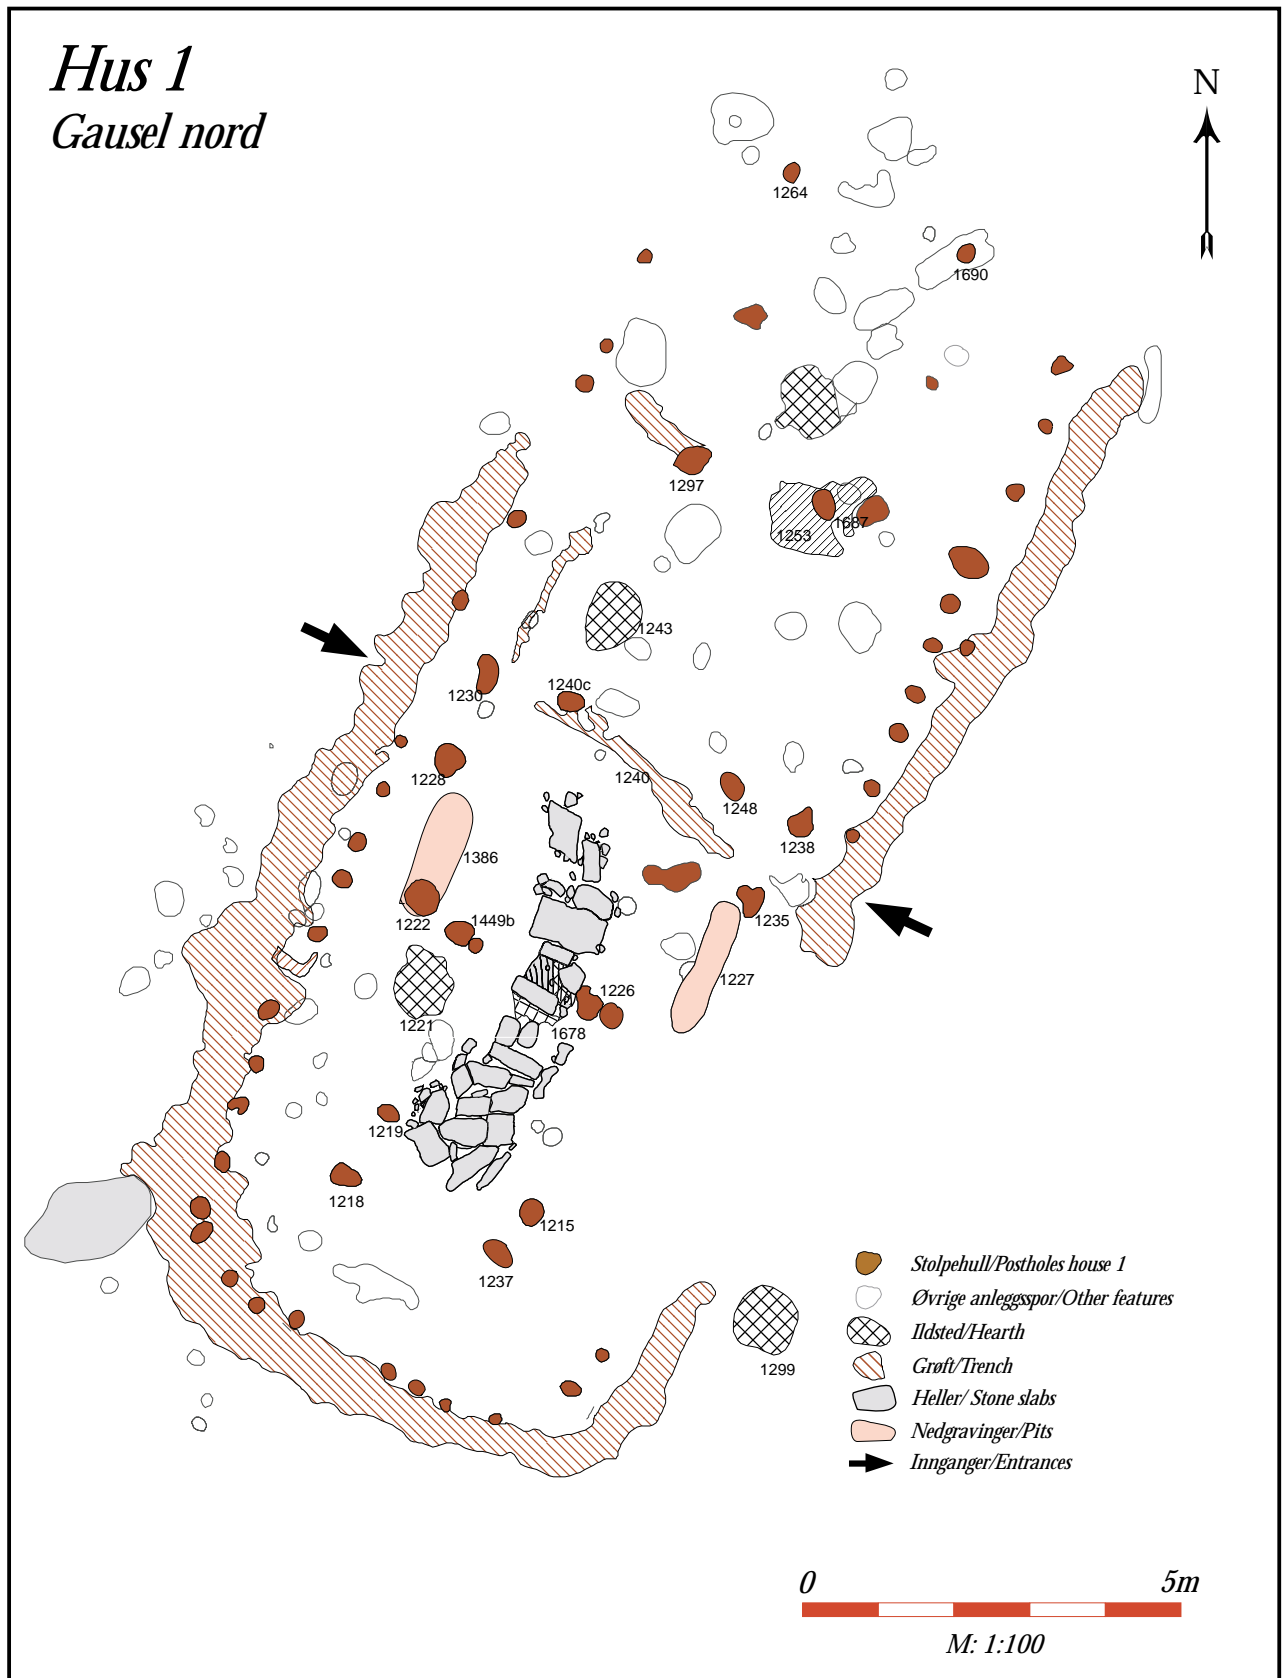 Hus 1
Gausel nord
N
1264
1690
1297
1253
1687
1243
1230
1240c
1228
1240
1248
1238
1386
1222
1449b
1235
1227
1226
1221
1678
1219
1218
1215
1237
1299
Stolpehull/Postholes house 1
Øvrige anleggsspor/Other features
Ildsted/Hearth
Grøft/Trench
Heller/ Stone slabs
Nedgravinger/Pits
Innganger/Entrances
0 5m
M: 1:100